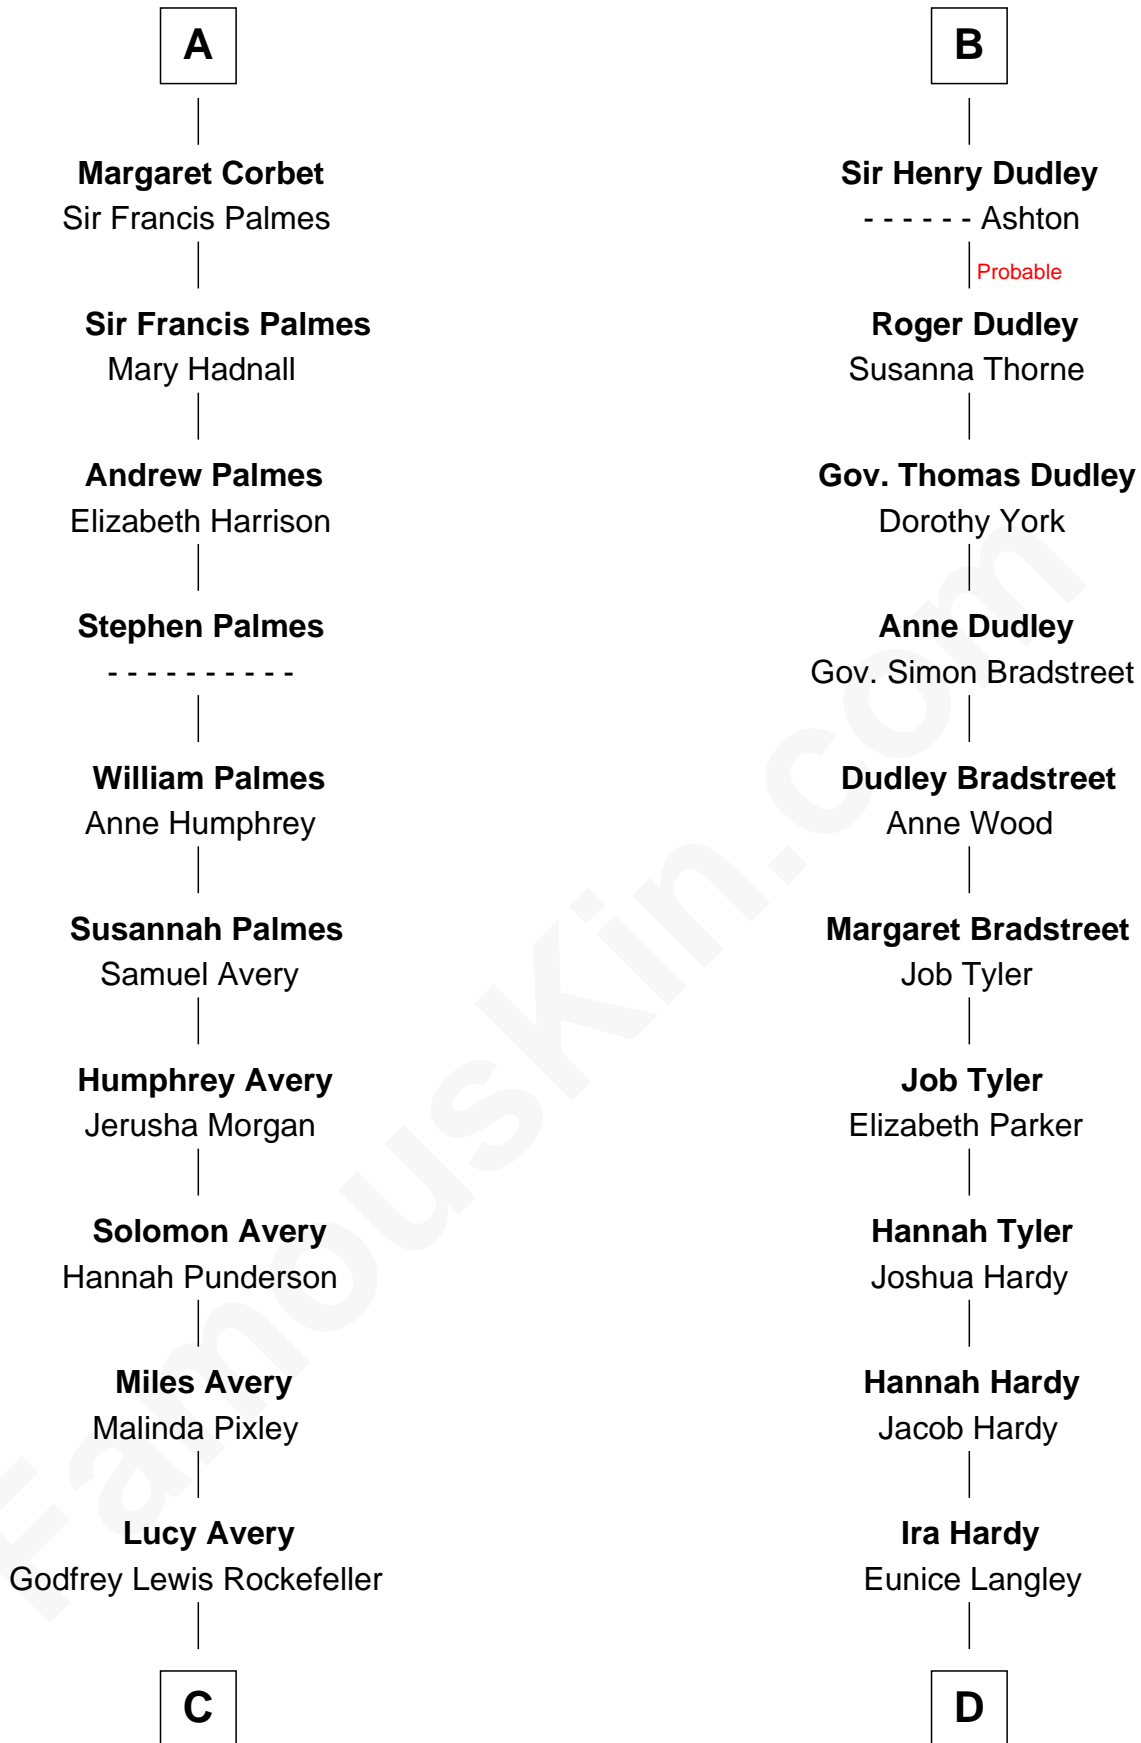 A
Margaret Corbet
Sir Francis Palmes
Sir Francis Palmes
Mary Hadnall
Andrew Palmes
Elizabeth Harrison
Stephen Palmes
- - - - - - - - - -
William Palmes
Anne Humphrey
Susannah Palmes
Samuel Avery
Humphrey Avery
Jerusha Morgan
Solomon Avery
Hannah Punderson
Miles Avery
Malinda Pixley
Lucy Avery
Godfrey Lewis Rockefeller
C
B
Sir Henry Dudley
- - - - - - Ashton
Probable
Roger Dudley
Susanna Thorne
Gov. Thomas Dudley
Dorothy York
Anne Dudley
Gov. Simon Bradstreet
Dudley Bradstreet
Anne Wood
Margaret Bradstreet
Job Tyler
Job Tyler
Elizabeth Parker
Hannah Tyler
Joshua Hardy
Hannah Hardy
Jacob Hardy
Ira Hardy
Eunice Langley
D
FamousKin.com